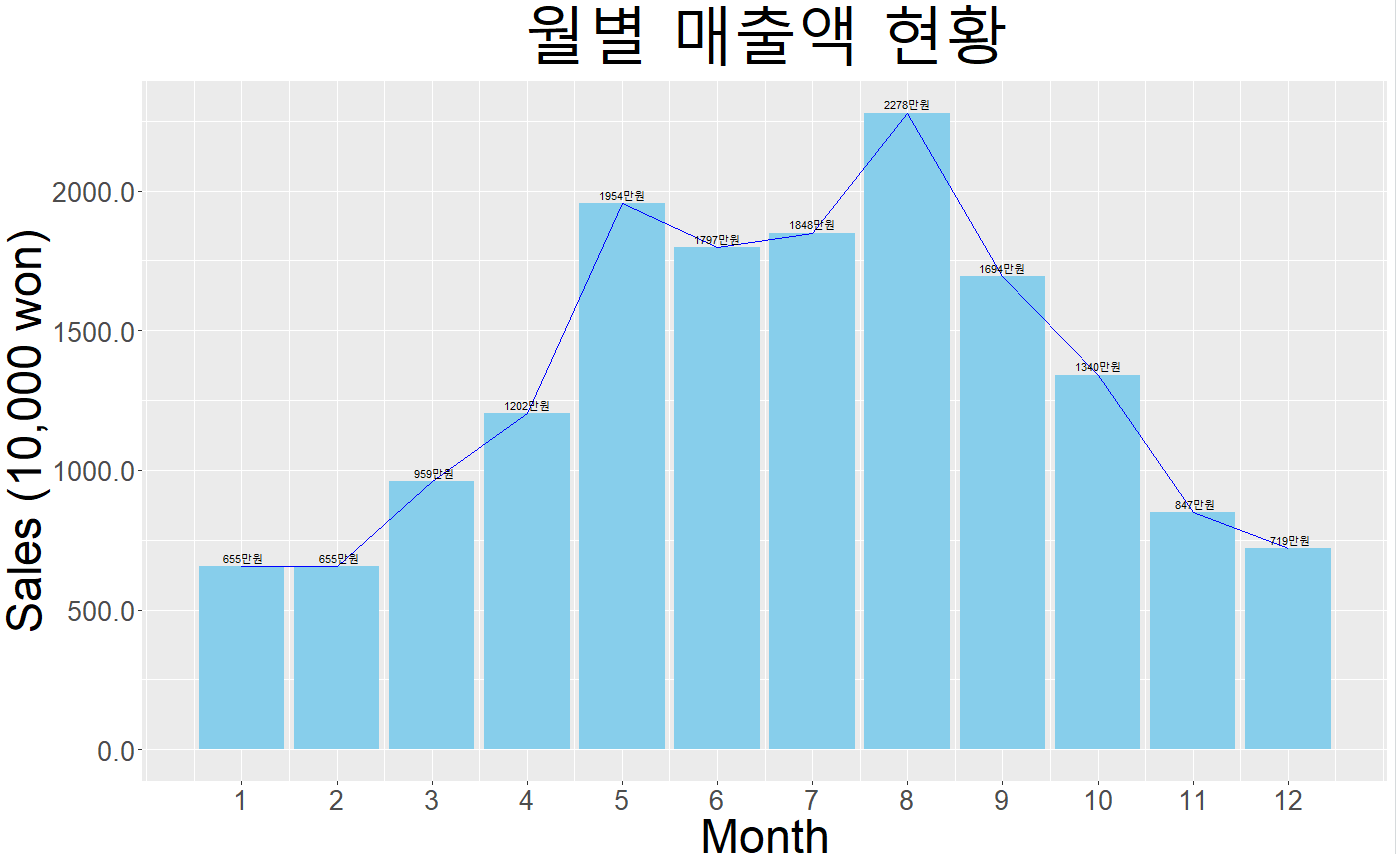 월별 매출액 현황
Sales (10,000 won)
2000.0
1500.0
1000.0
500.0
0.0
655만원
655만원
959만원
1202만원
1954만원
1797만원
1848만원
2278만원
1694만원
1340만원
847만원
719만원
1 2 3 4 5 6 7 8 9 10 11 12
Month